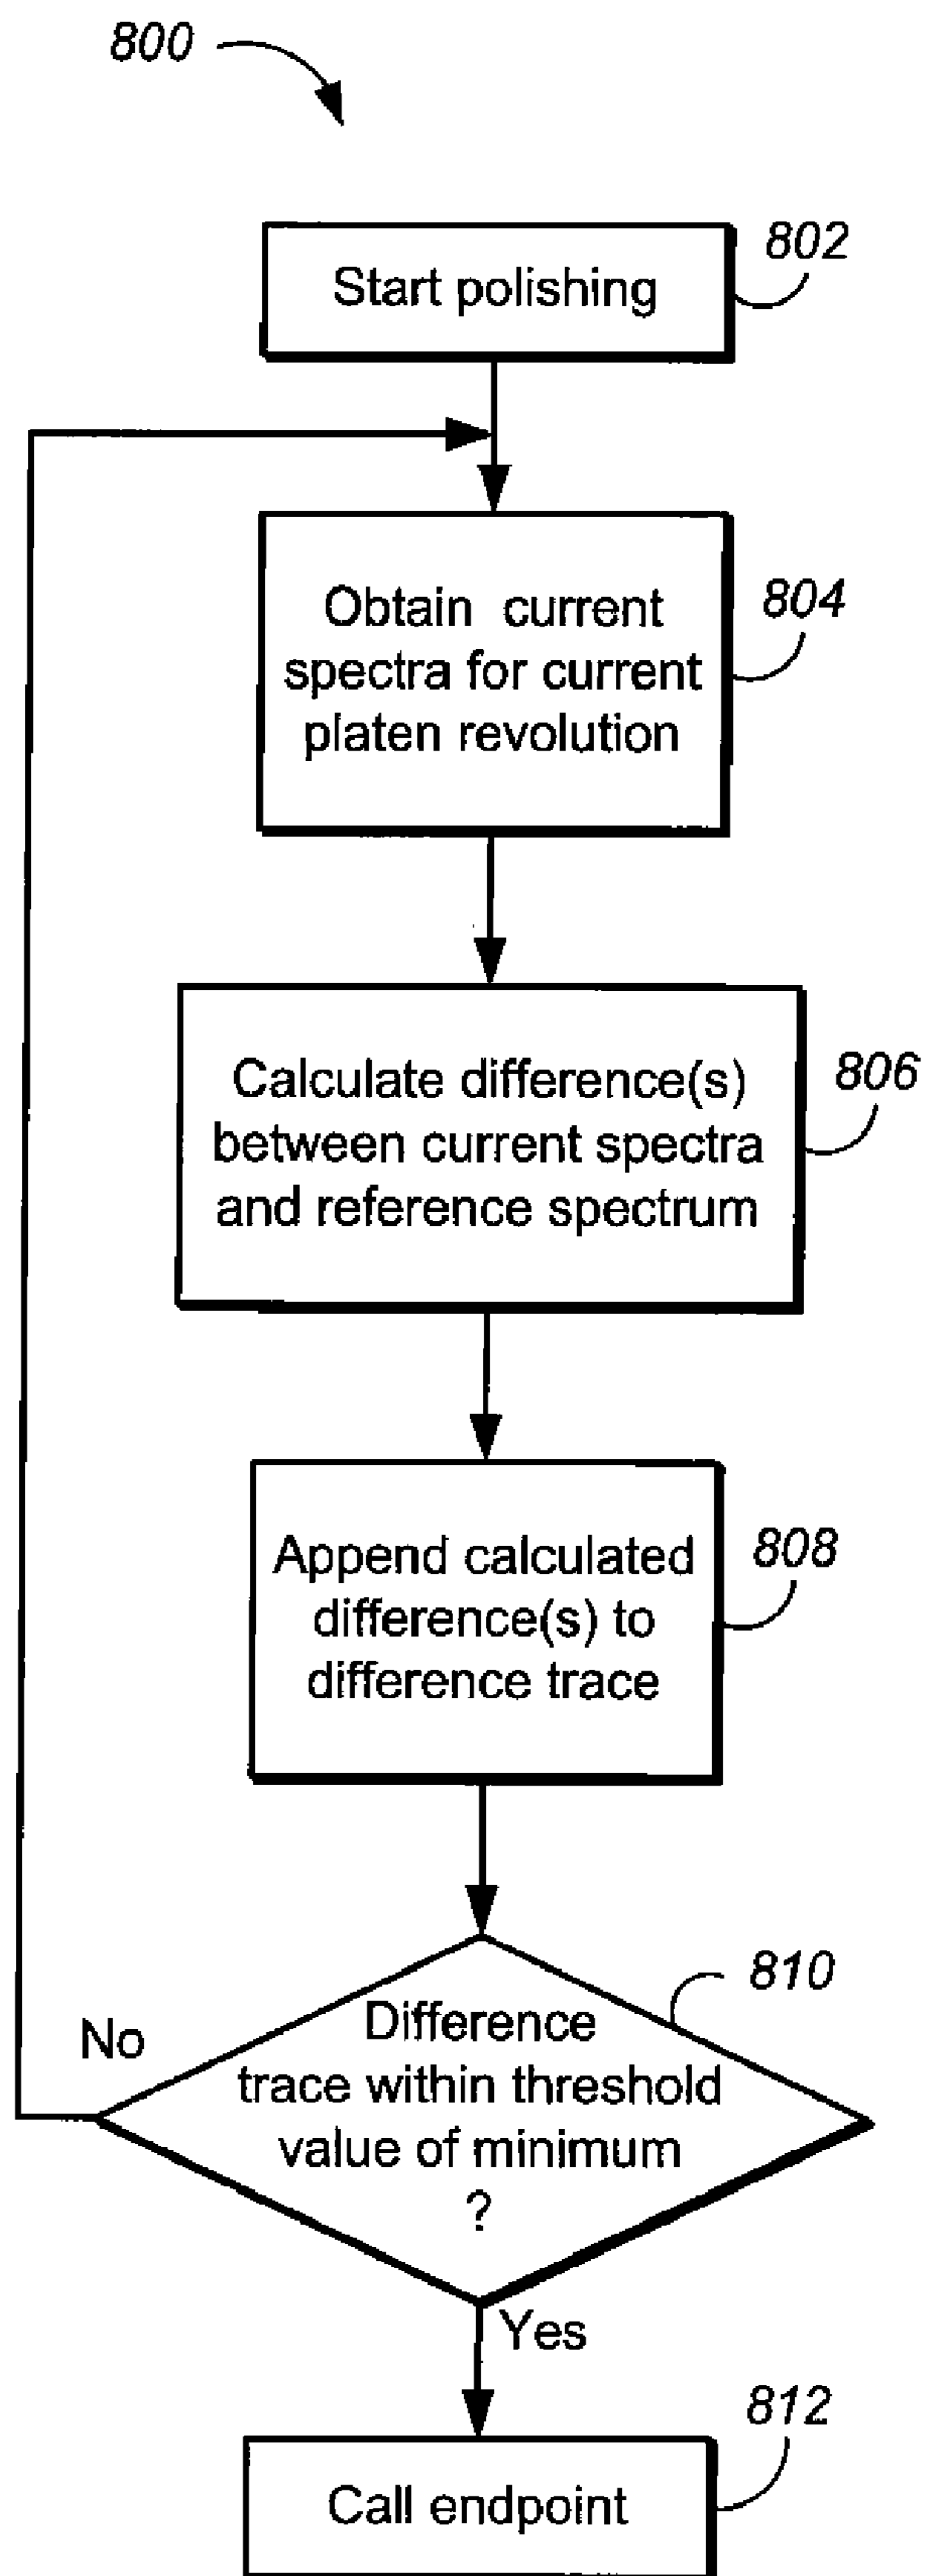 800
802
Start polishing
804
Obtain current
spectra for current
platen revolution
806
Calculate difference(s)
between current spectra
and reference spectrum
808
Append calculated
difference(s) to
difference trace
810
No
Difference
trace within threshold
value of minimum
?
Yes
812
Call endpoint